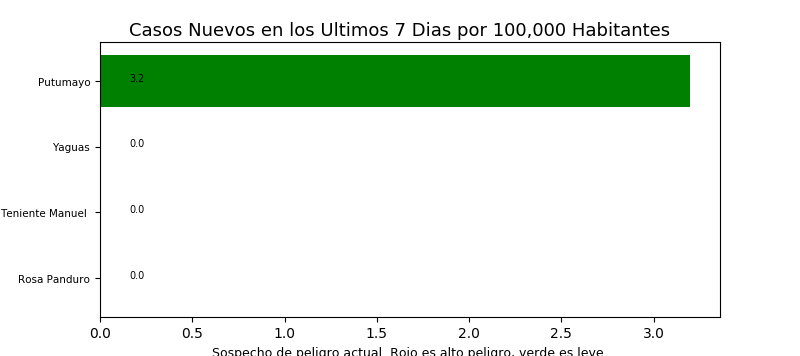 Casos Nuevos en los Ultimos 7 Dias por 100,000 Habitantes
Putumayo 3.2
Yaguas 0.0
Teniente Manuel 0.0
Rosa Panduro 0.0
0.0 0.5 1.0 1.5 2.0 2.5 3.0
Sospecho de peligro actual. Rojo es alto peligro, verde es leve